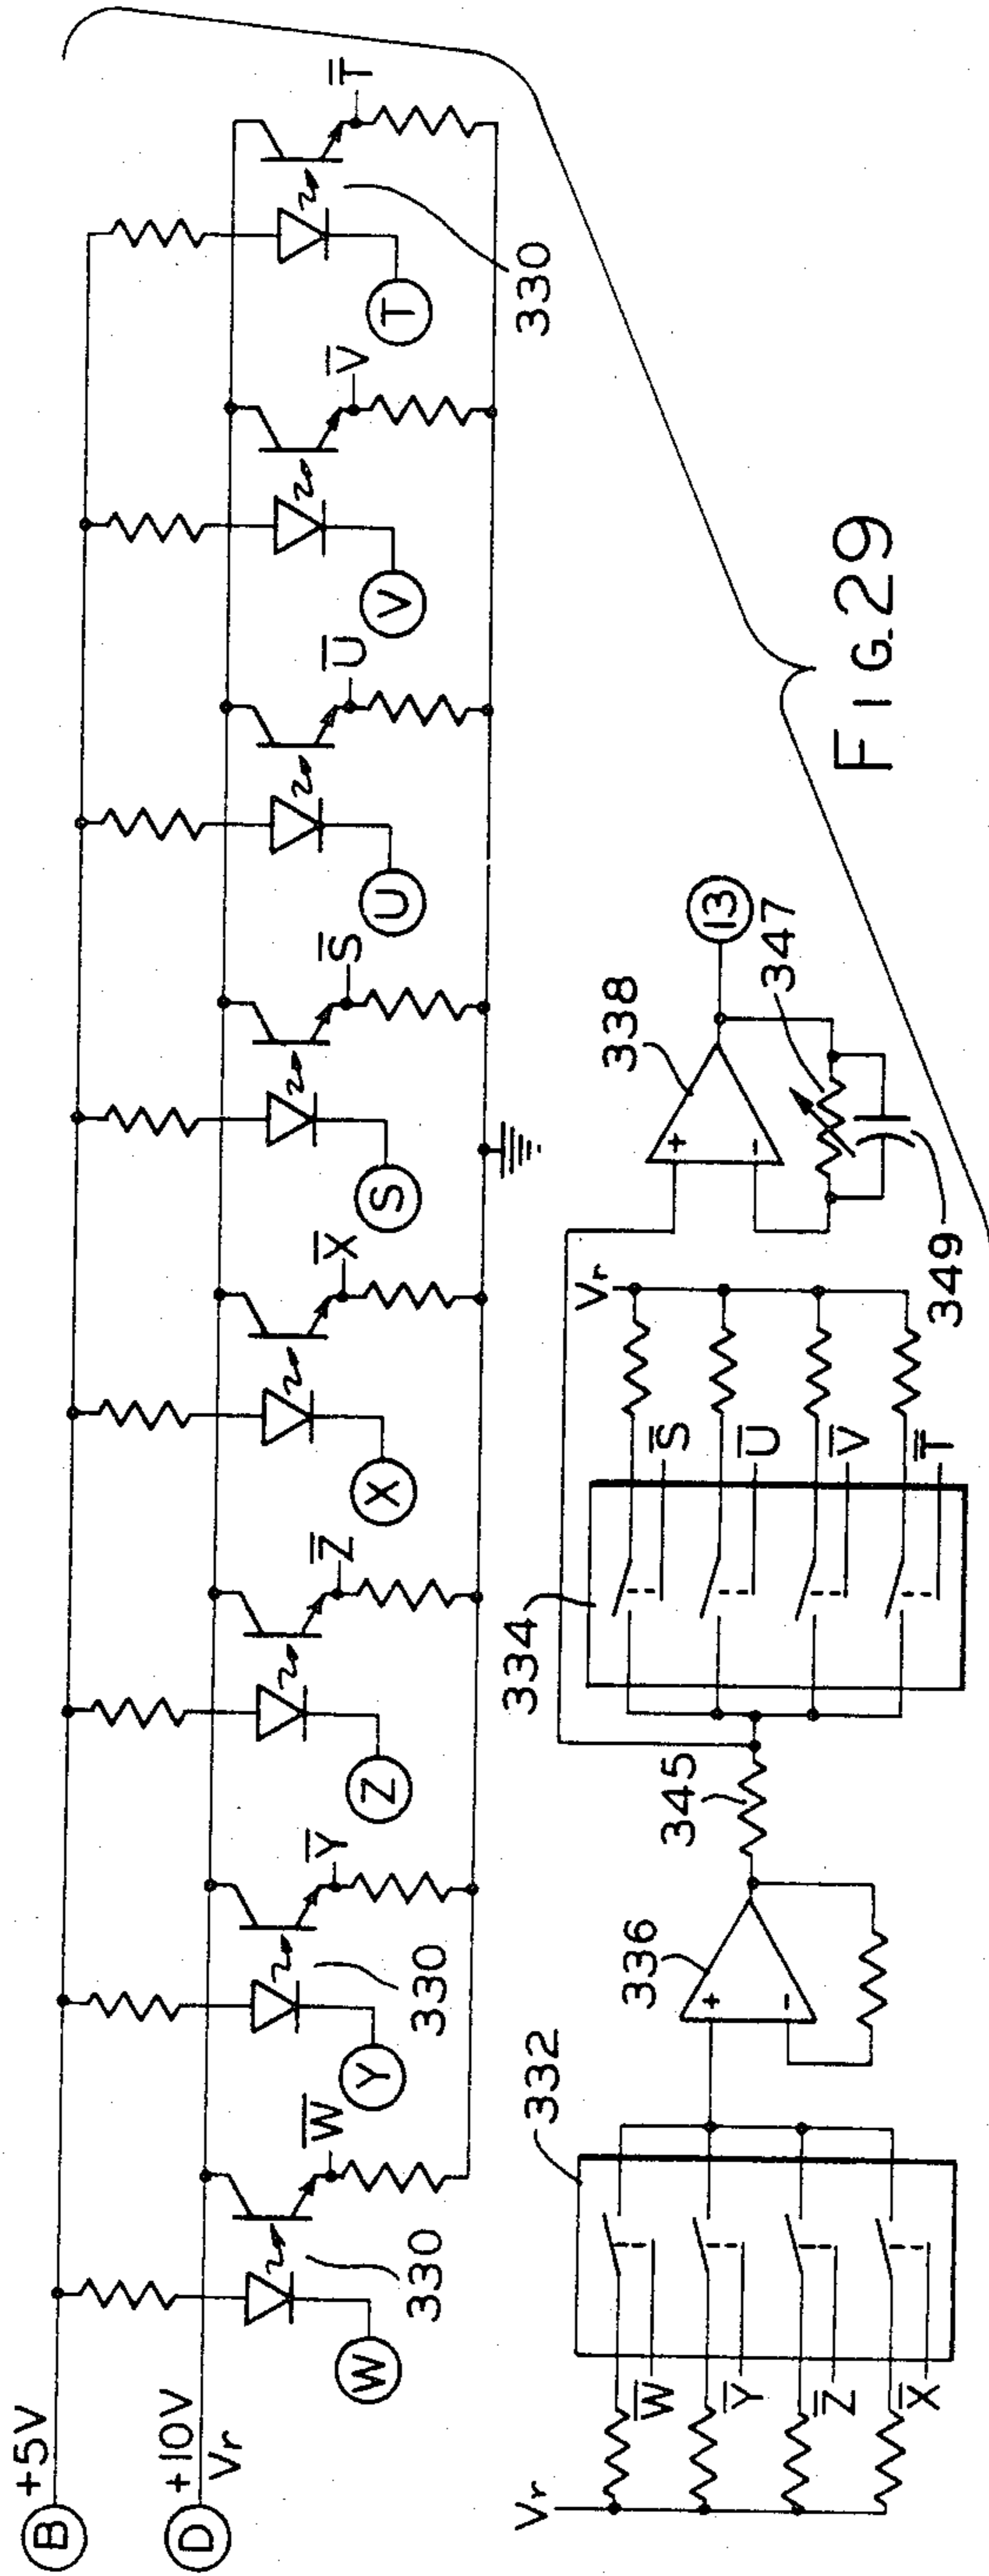 B +5V
D +10V
Vr
W̅ Y̅ Z̅ X̅ S̅ U̅ V̅ T̅
W Y Z X S U V T
330 330 330
332
336
345
334
338
13
347
349
Vr
W̅
Y̅
Z̅
X̅
Vr
S̅
U̅
V̅
T̅
FIG. 29